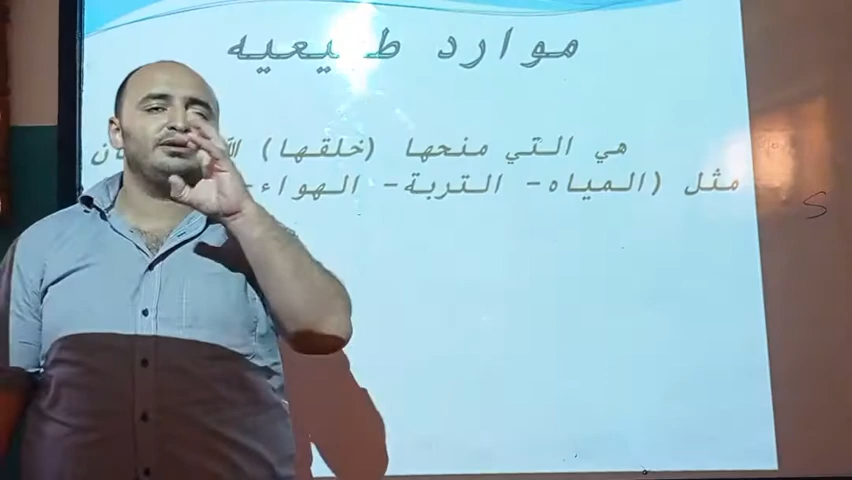 موارد طبيعيه
هي التي منحها (خلقها)
مثل (المياه- التربة- الهواء-